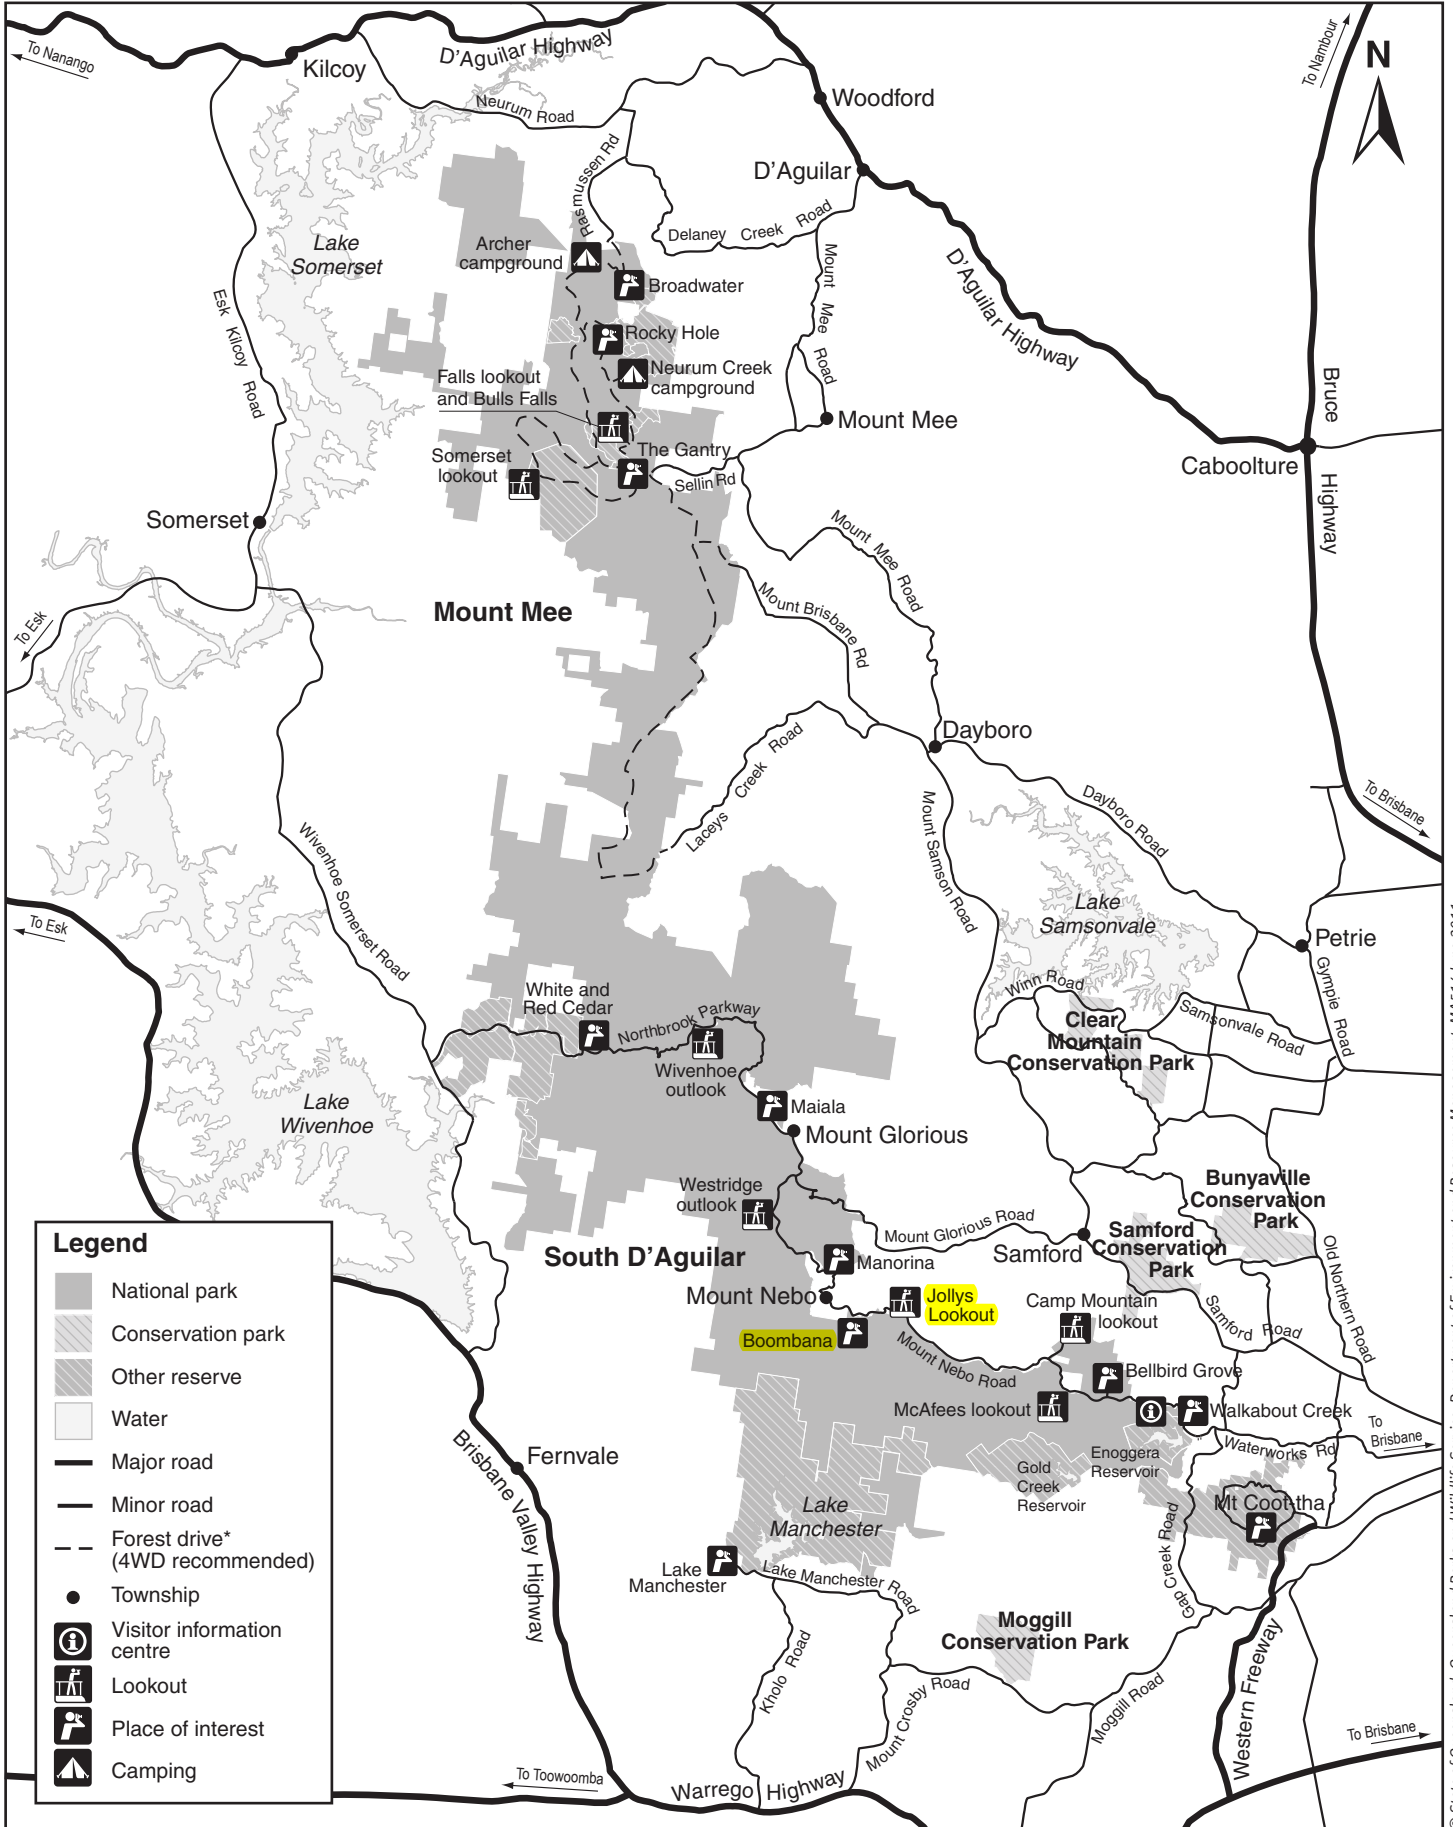 To Nanango
Kilcoy
D'Aguilar Highway
To Nambour
N
Neurum Road
Woodford
Rasmussen Rd
D'Aguilar
Delaney Creek Road
Lake
Somerset
Archer
campground
Broadwater
Mount Mee Road
D'Aguilar Highway
Esk Kilcoy Road
Rocky Hole
Neurum Creek
campground
Falls lookout
and Bulls Falls
Bruce Highway
Mount Mee
The Gantry
Somerset
lookout
Sellin Rd
Caboolture
Somerset
Mount Mee Road
To Esk
Mount Mee
Mount Brisbane Rd
Dayboro
Laceys Creek Road
Mount Samson Road
Dayboro Road
To Brisbane
Wivenhoe Somerset Road
Lake
Samsonvale
To Esk
Petrie
Gympie Road
White and
Red Cedar
Northbrook Parkway
Winn Road
Samsonvale Road
Clear
Mountain
Conservation Park
Wivenhoe
outlook
Lake
Wivenhoe
Maiala
Mount Glorious
Westridge
outlook
Bunyaville
Conservation
Park
Mount Glorious Road
Samford
Samford
Conservation
Park
Old Northern Road
South D'Aguilar
Manorina
Mount Nebo
Jollys
Lookout
Camp Mountain
lookout
Samford Road
Boombana
Mount Nebo Road
Bellbird Grove
McAfees lookout
Walkabout Creek
To
Brisbane
Waterworks Rd
Enoggera
Reservoir
Gold
Creek
Reservoir
Brisbane Valley Highway
Fernvale
Mt Coot-tha
Lake
Manchester
Gap Creek Road
Lake
Manchester
Lake Manchester Road
Moggill
Conservation Park
Kholo Road
Mount Crosby Road
Moggill Road
Western Freeway
To Brisbane
To Toowoomba
Warrego Highway
Legend
National park
Conservation park
Other reserve
Water
Major road
Minor road
Forest drive*
(4WD recommended)
Township
Visitor information
centre
Lookout
Place of interest
Camping